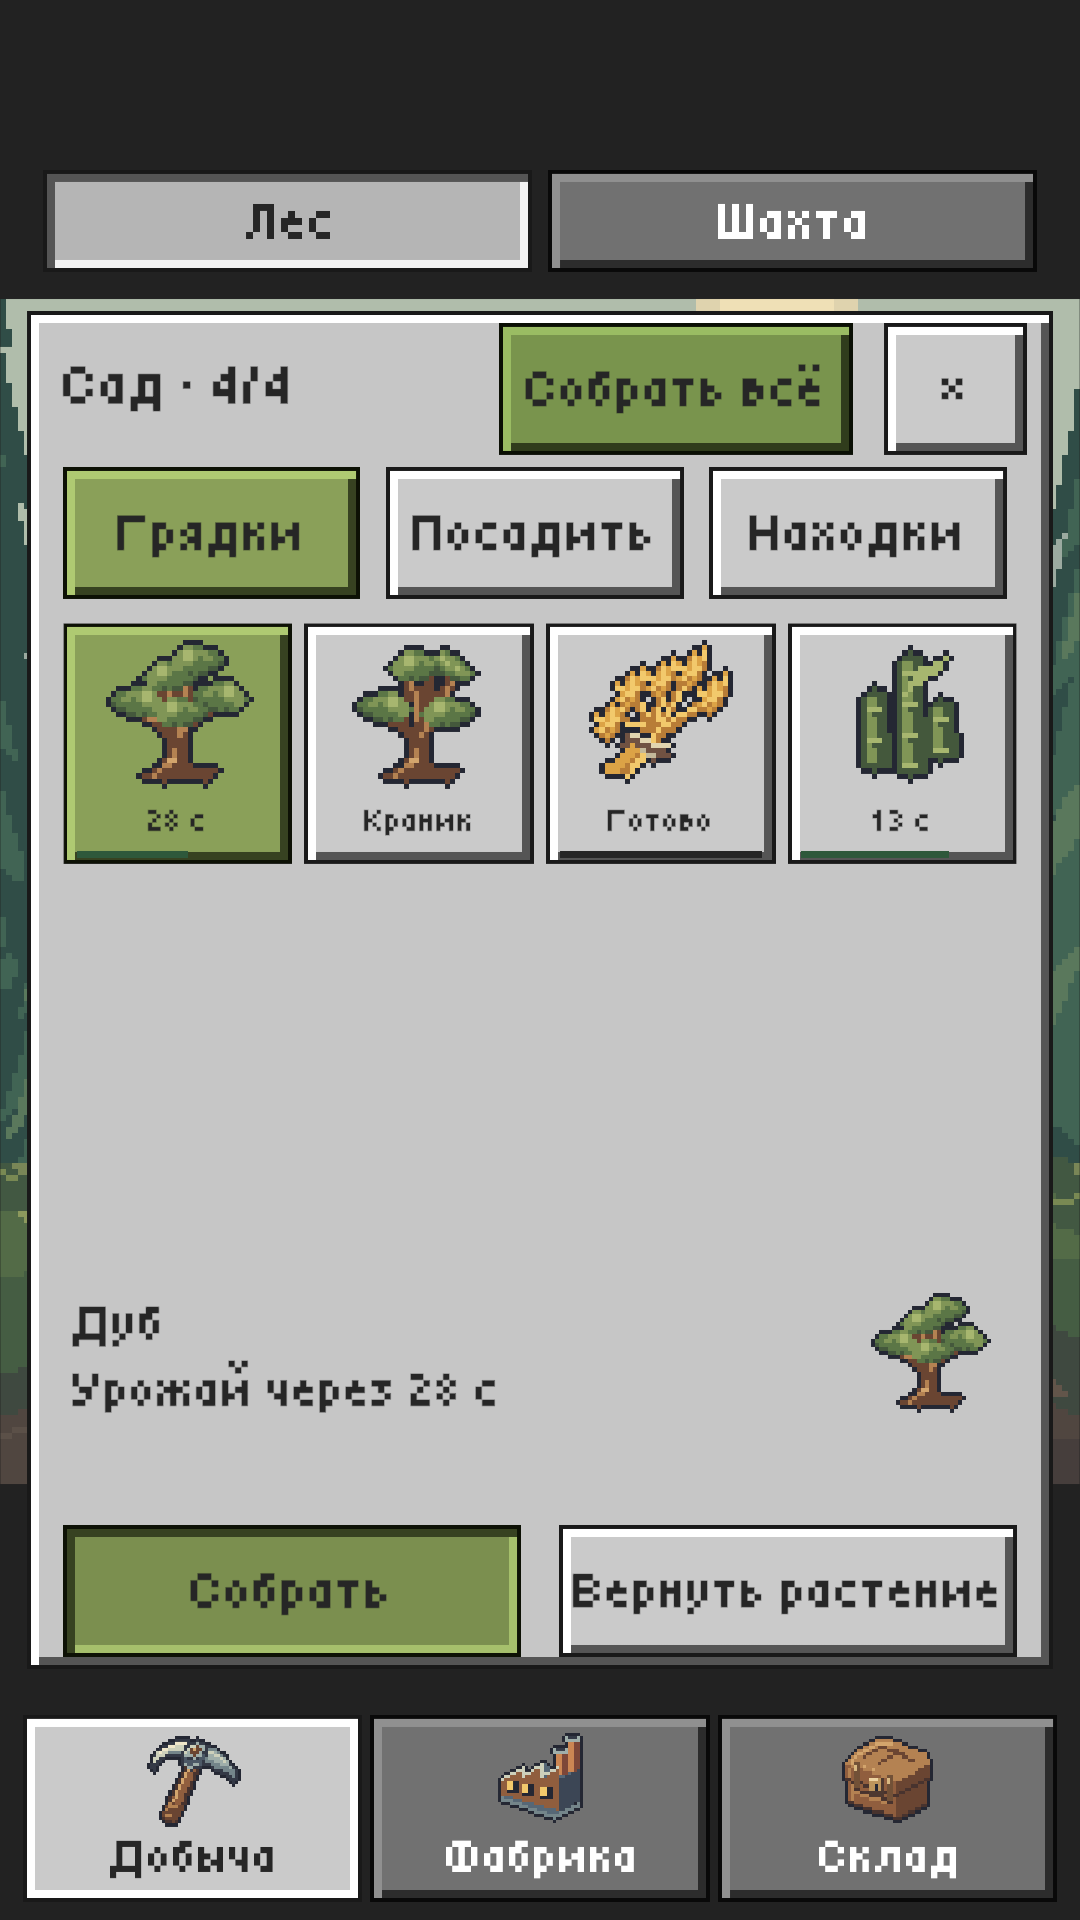 Лес
Шахта
Сад · 4/4
Собрать всё
x
Грядки
Посадить
Находки
28 с
Краник
Готово
13 с
Дуб
Урожай через 28 с
Собрать
Вернуть растение
Добыча
Фабрика
Склад